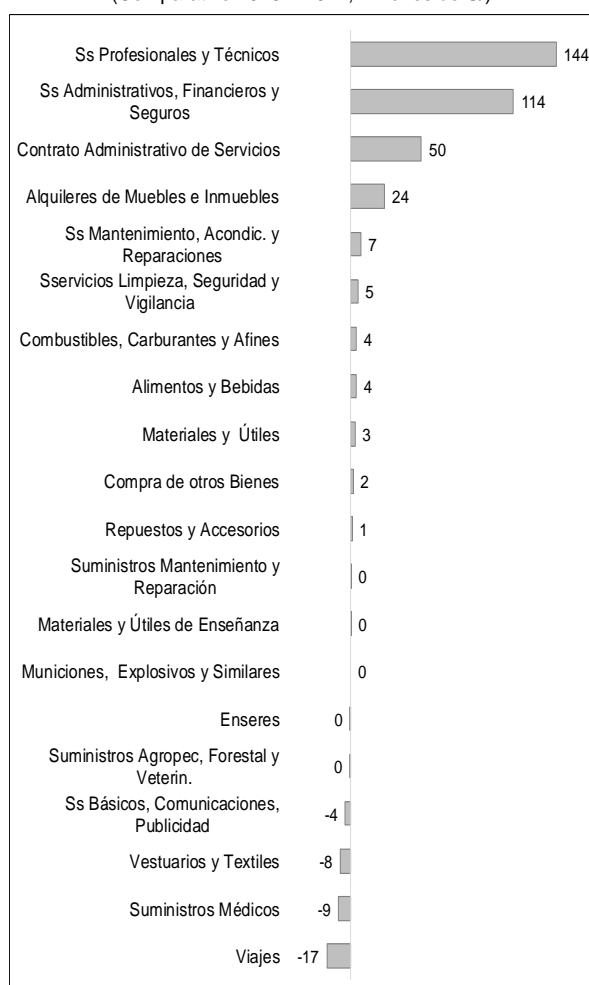 Ss Profesionales y Técnicos
144
Ss Administrativos, Financieros y
Seguros
114
Contrato Administrativo de Servicios
50
Alquileres de Muebles e Inmuebles
24
Ss Mantenimiento, Acondic. y
Reparaciones
7
Sservicios Limpieza, Seguridad y
Vigilancia
5
Combustibles, Carburantes y Afines
4
Alimentos y Bebidas
4
Materiales y Útiles
3
Compra de otros Bienes
2
Repuestos y Accesorios
1
Suministros Mantenimiento y
Reparación
0
Materiales y Útiles de Enseñanza
0
Municiones, Explosivos y Similares
0
Enseres
0
Suministros Agropec, Forestal y
Veterin.
0
Ss Básicos, Comunicaciones,
Publicidad
-4
Vestuarios y Textiles
-8
Suministros Médicos
-9
Viajes
-17